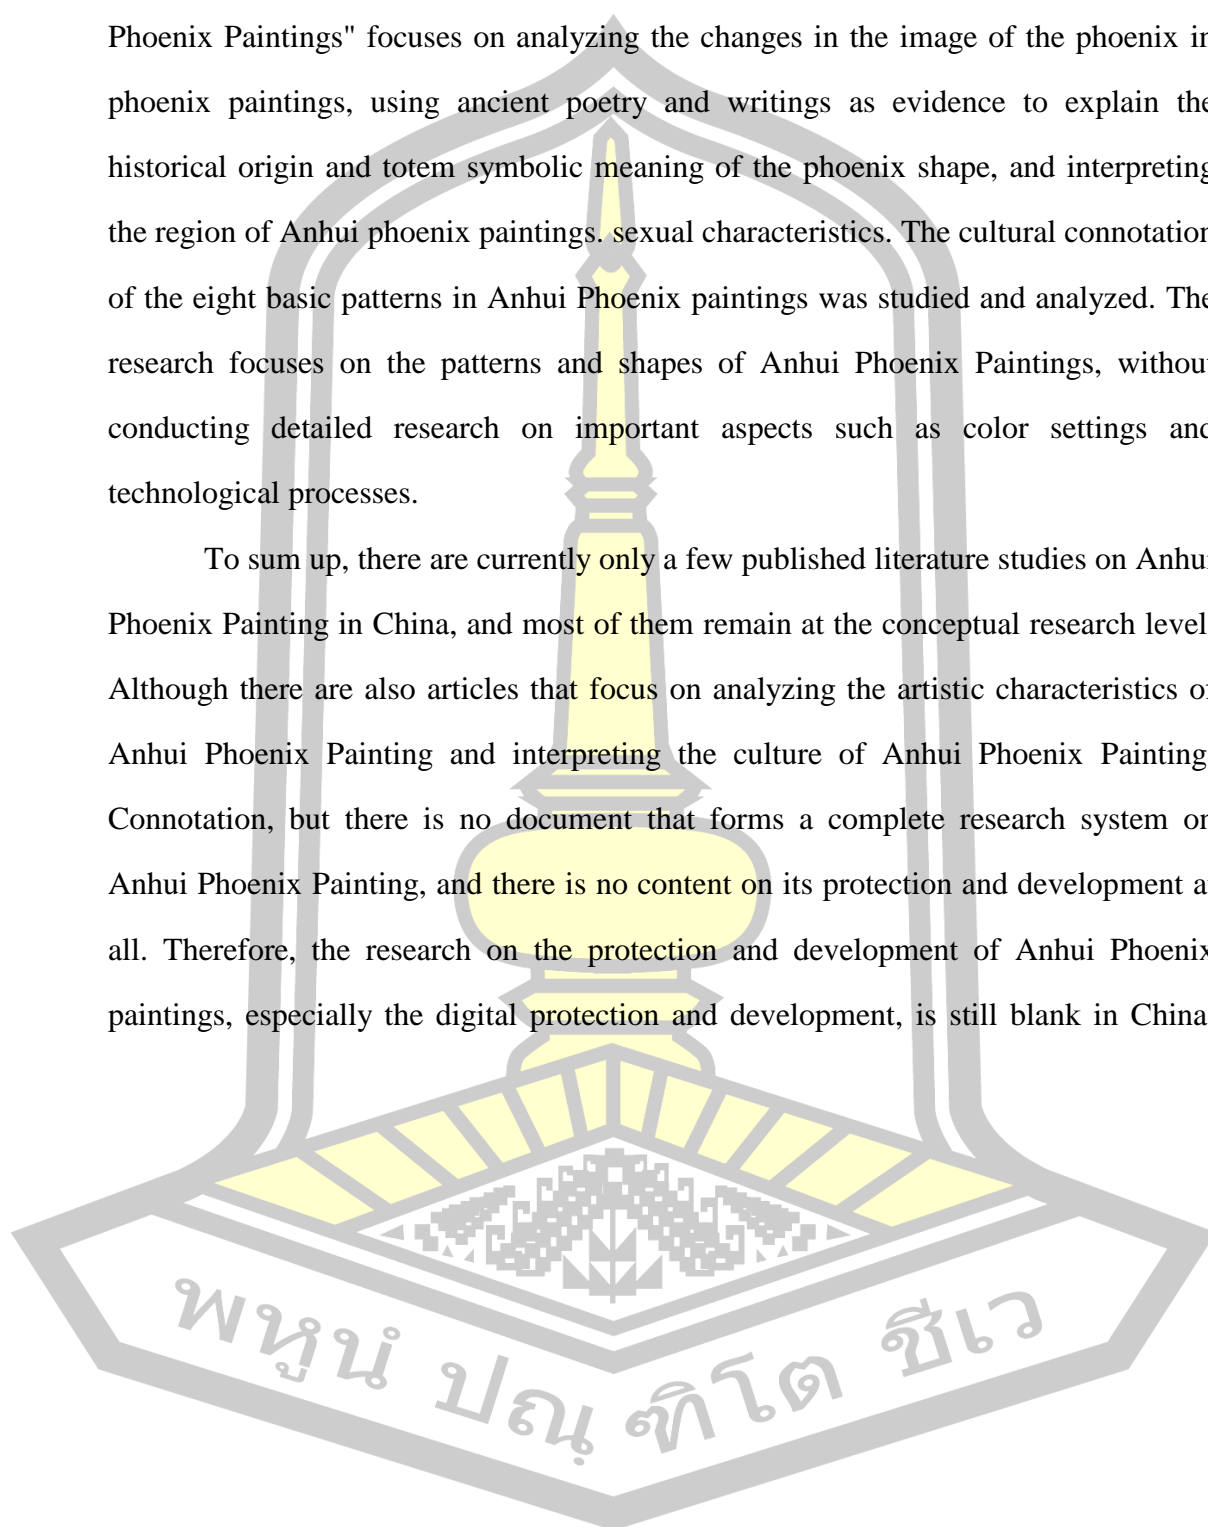 Phoenix Paintings" focuses on analyzing the changes in the image of the phoenix in
phoenix paintings, using ancient poetry and writings as evidence to explain the
historical origin and totem symbolic meaning of the phoenix shape, and interpreting
the region of Anhui phoenix paintings. sexual characteristics. The cultural connotation
of the eight basic patterns in Anhui Phoenix paintings was studied and analyzed. The
research focuses on the patterns and shapes of Anhui Phoenix Paintings, without
conducting detailed research on important aspects such as color settings and
technological processes.
To sum up, there are currently only a few published literature studies on Anhui
Phoenix Painting in China, and most of them remain at the conceptual research level
Although there are also articles that focus on analyzing the artistic characteristics of
Anhui Phoenix Painting and interpreting the culture of Anhui Phoenix Painting
Connotation, but there is no document that forms a complete research system on
Anhui Phoenix Painting, and there is no content on its protection and development at
all. Therefore, the research on the protection and development of Anhui Phoenix
paintings, especially the digital protection and development, is still blank in China
พหูนํ ปณฺฑิโต ชีเว